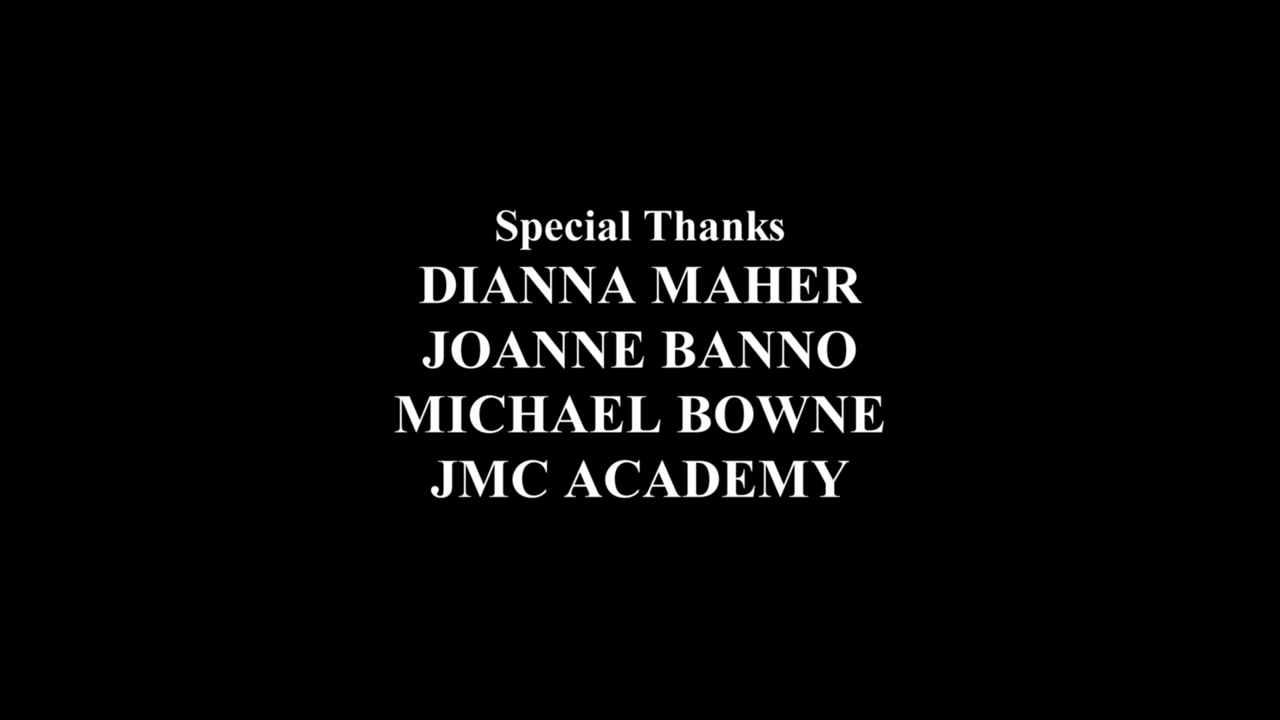 Special Thanks
DIANNA MAHER
JOANNE BANNO
MICHAEL BOWNE
JMC ACADEMY